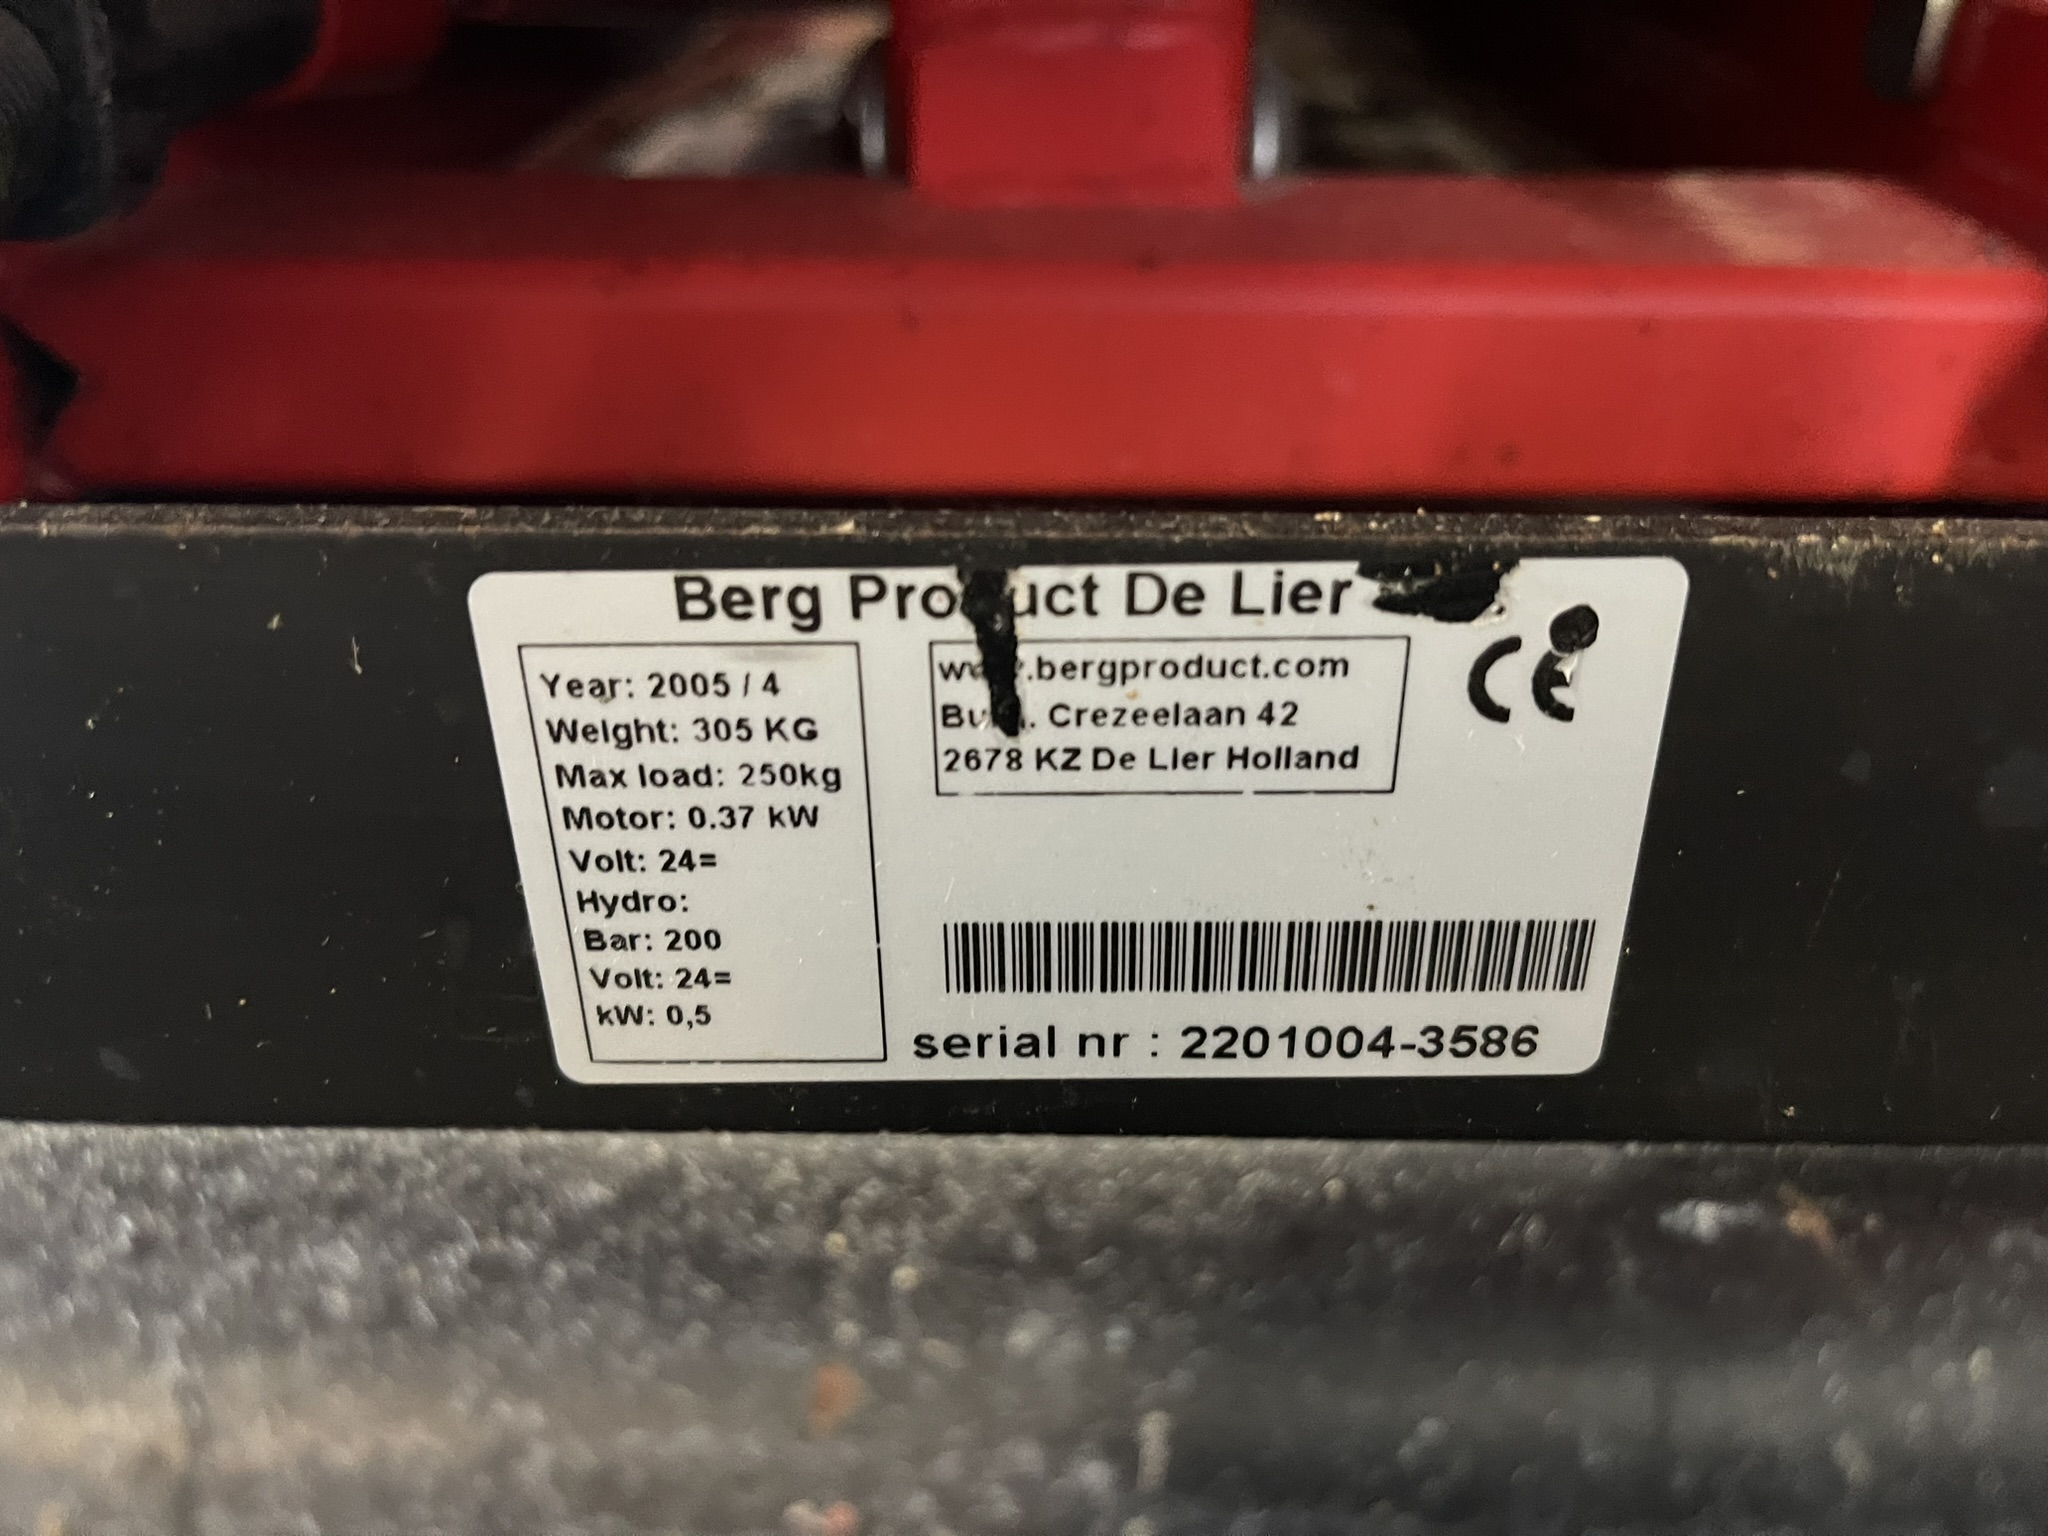 Berg Product De Lier
Year: 2005 / 4
Weight: 305 KG
Max load: 250kg
Motor: 0.37 kW
Volt: 24=
Hydro:
Bar: 200
Volt: 24=
kW: 0,5
www.bergproduct.com
Crezeelaan 42
2678 KZ De Lier Holland
CE
serial nr : 2201004-3586